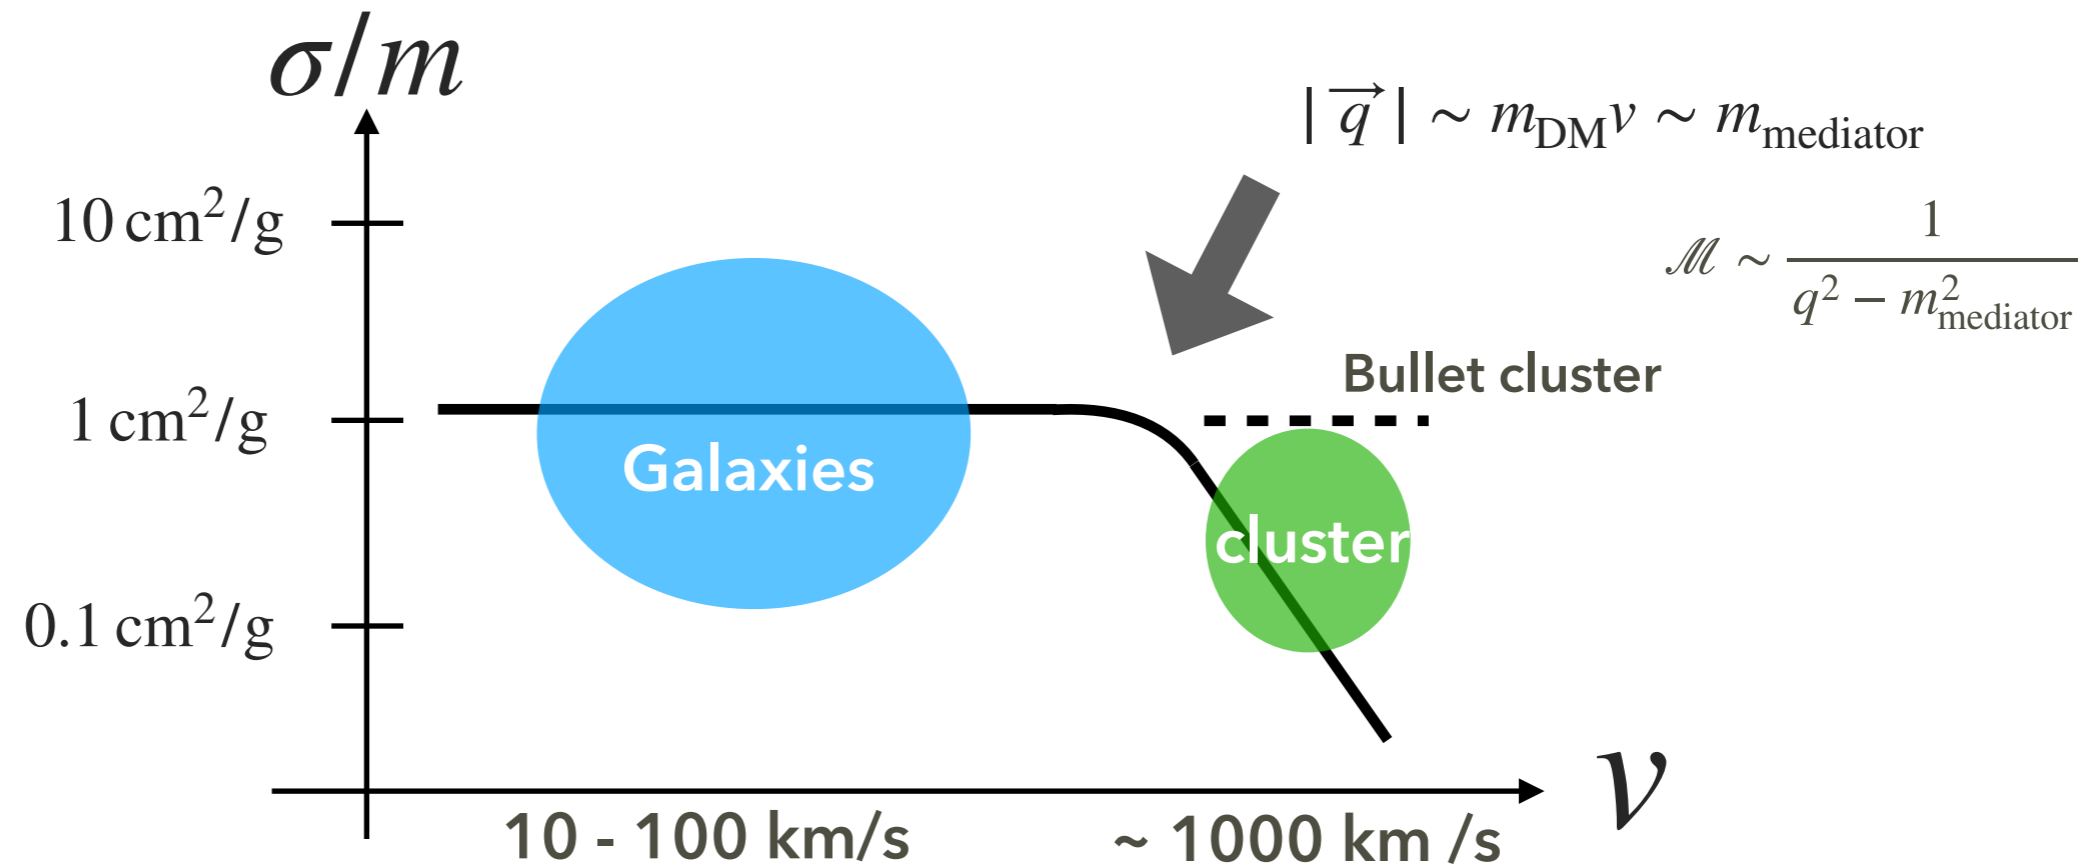 σ/m
|q⃗| ∼ m_DM v ∼ m_mediator
10 cm²/g
ℳ ∼ 1/(q² − m²_mediator)
Bullet cluster
1 cm²/g
Galaxies
cluster
0.1 cm²/g
v
10 - 100 km/s
~ 1000 km /s